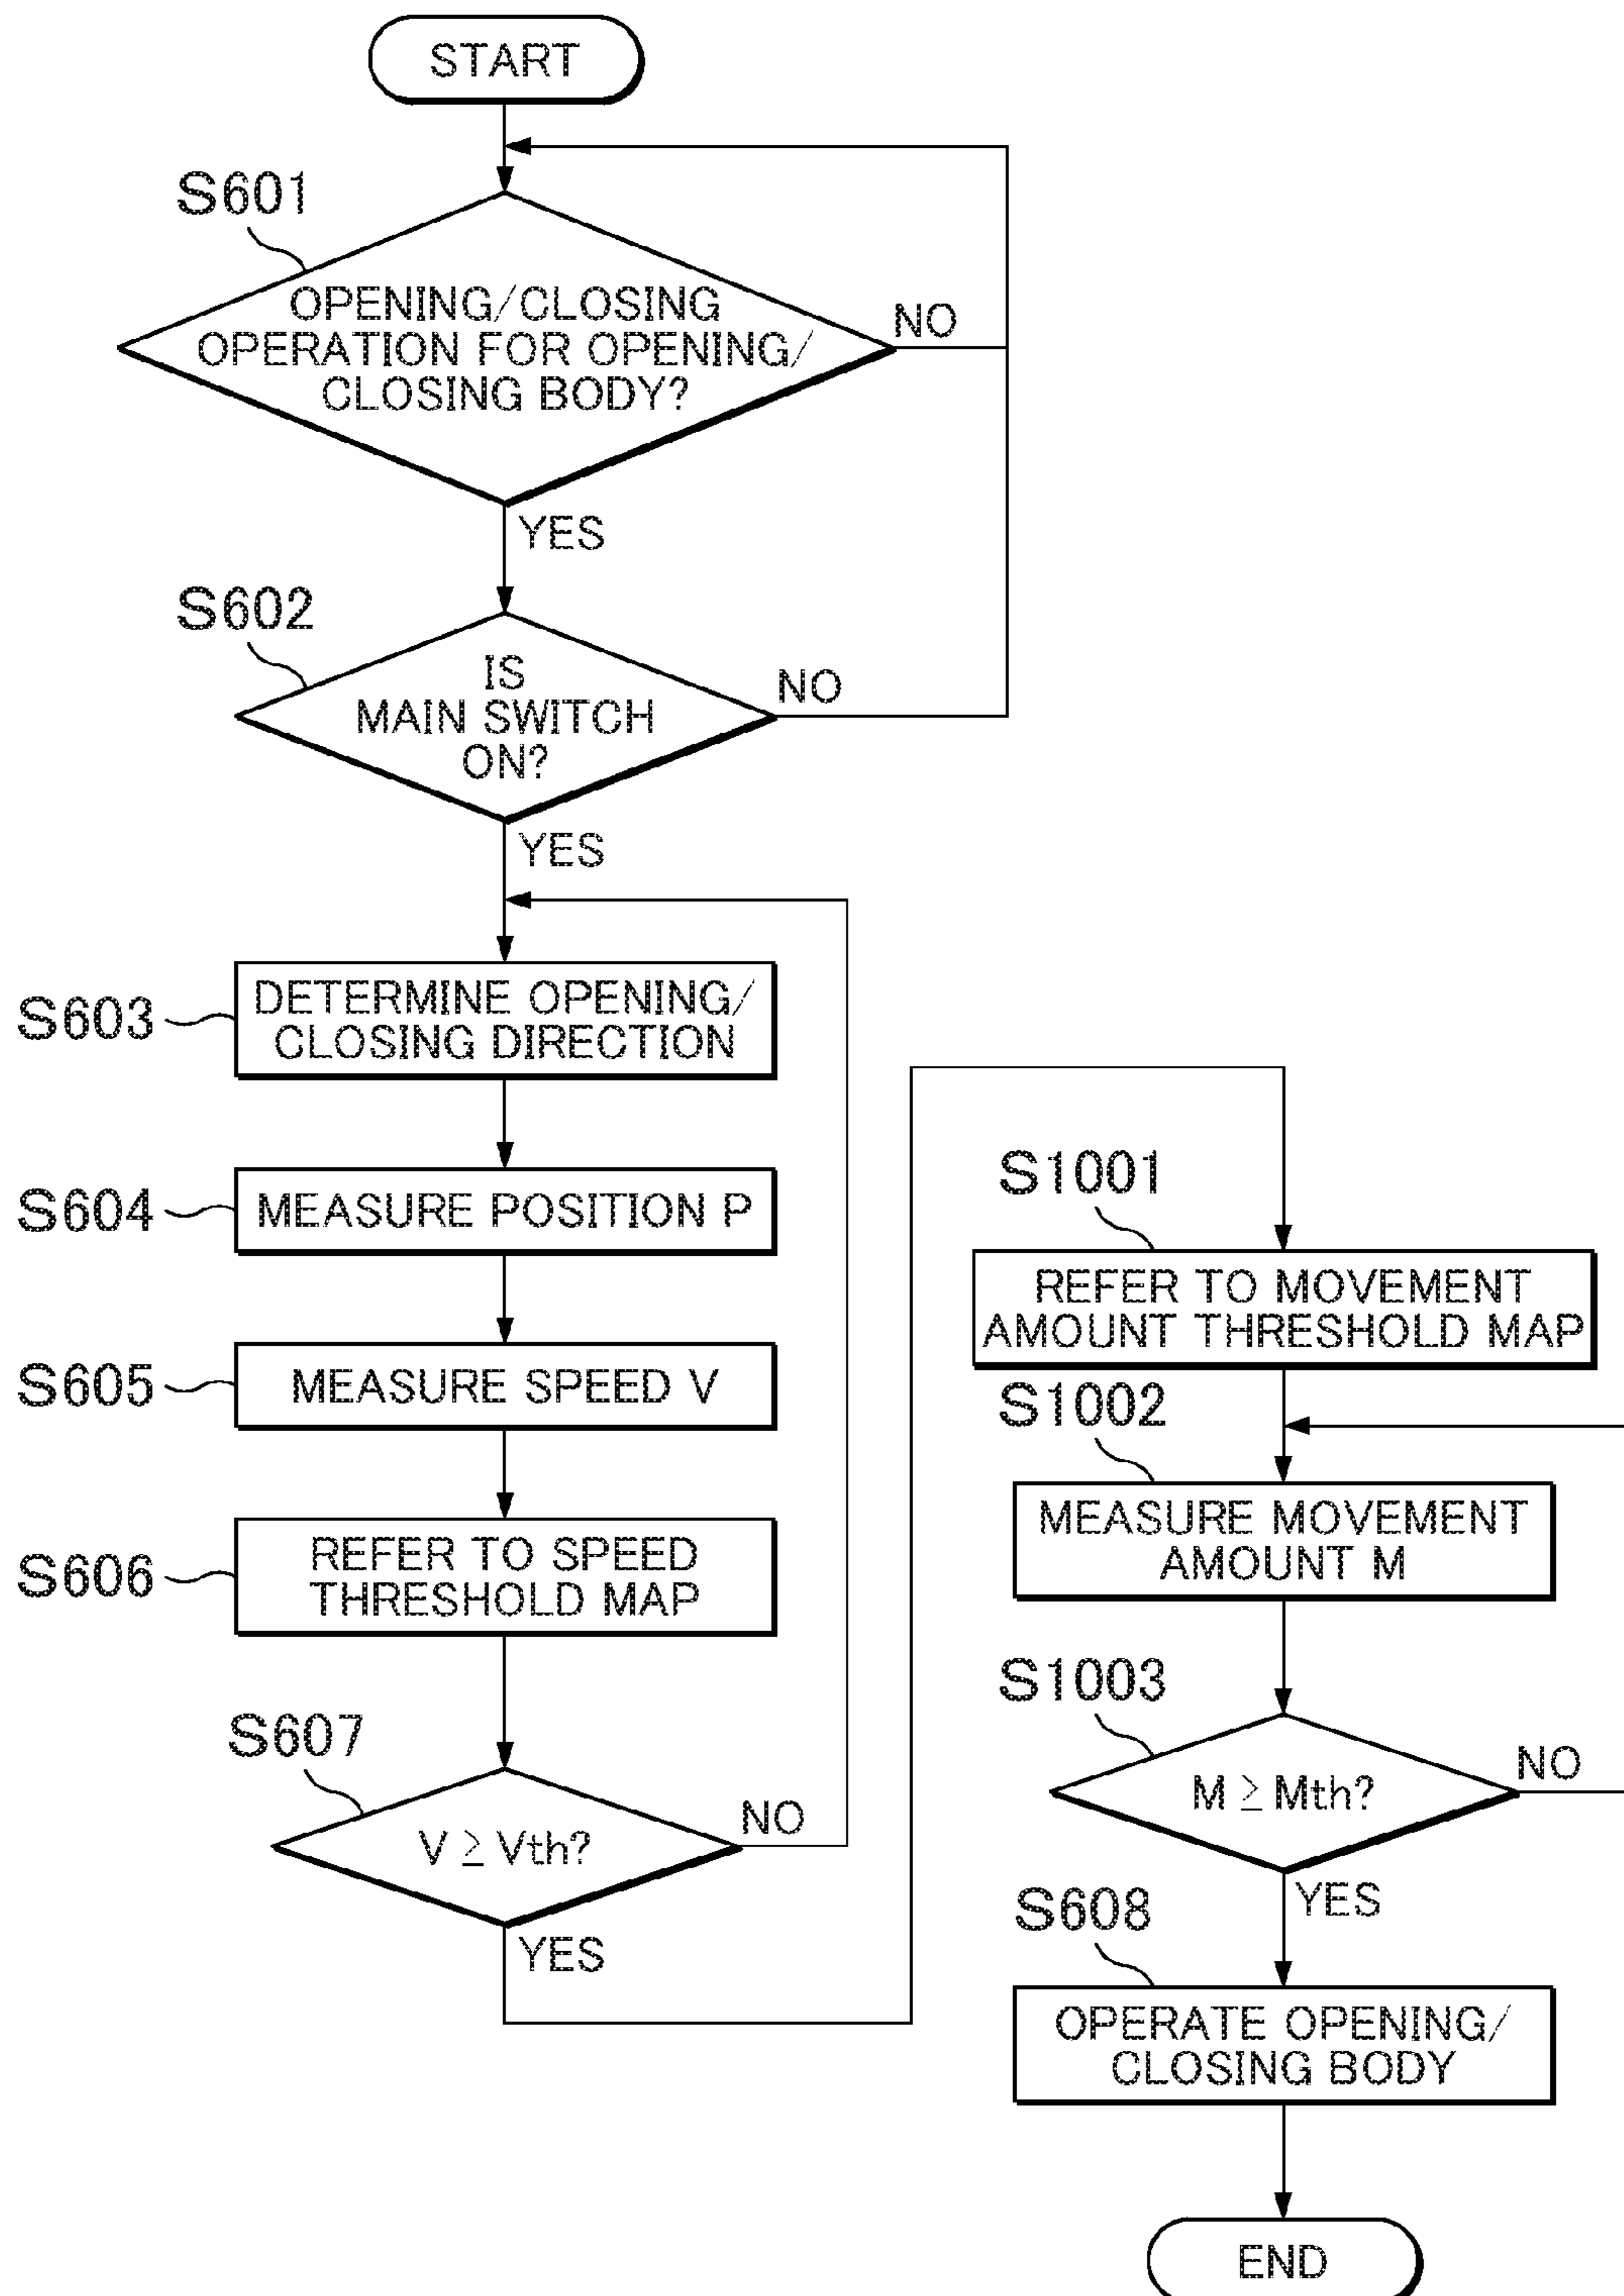 START
S601
OPENING/CLOSING
OPERATION FOR OPENING/
CLOSING BODY?
NO
YES
S602
IS
MAIN SWITCH
ON?
NO
YES
S603
DETERMINE OPENING/
CLOSING DIRECTION
S604
MEASURE POSITION P
S605
MEASURE SPEED V
S606
REFER TO SPEED
THRESHOLD MAP
S607
V ≥ Vth?
NO
YES
S1001
REFER TO MOVEMENT
AMOUNT THRESHOLD MAP
S1002
MEASURE MOVEMENT
AMOUNT M
S1003
M ≥ Mth?
NO
YES
S608
OPERATE OPENING/
CLOSING BODY
END